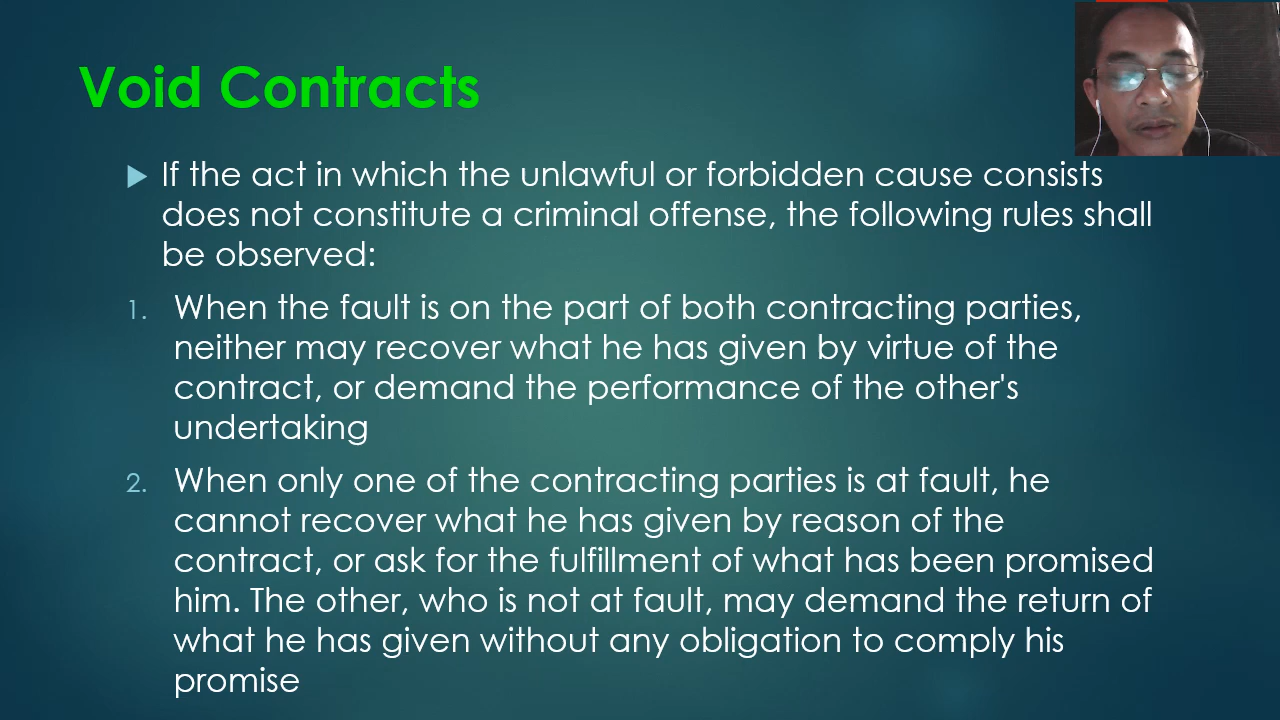 Void Contracts
If the act in which the unlawful or forbidden cause consists
does not constitute a criminal offense, the following rules shall
be observed:
1. When the fault is on the part of both contracting parties,
neither may recover what he has given by virtue of the
contract, or demand the performance of the other's
undertaking
2. When only one of the contracting parties is at fault, he
cannot recover what he has given by reason of the
contract, or ask for the fulfillment of what has been promised
him. The other, who is not at fault, may demand the return of
what he has given without any obligation to comply his
promise